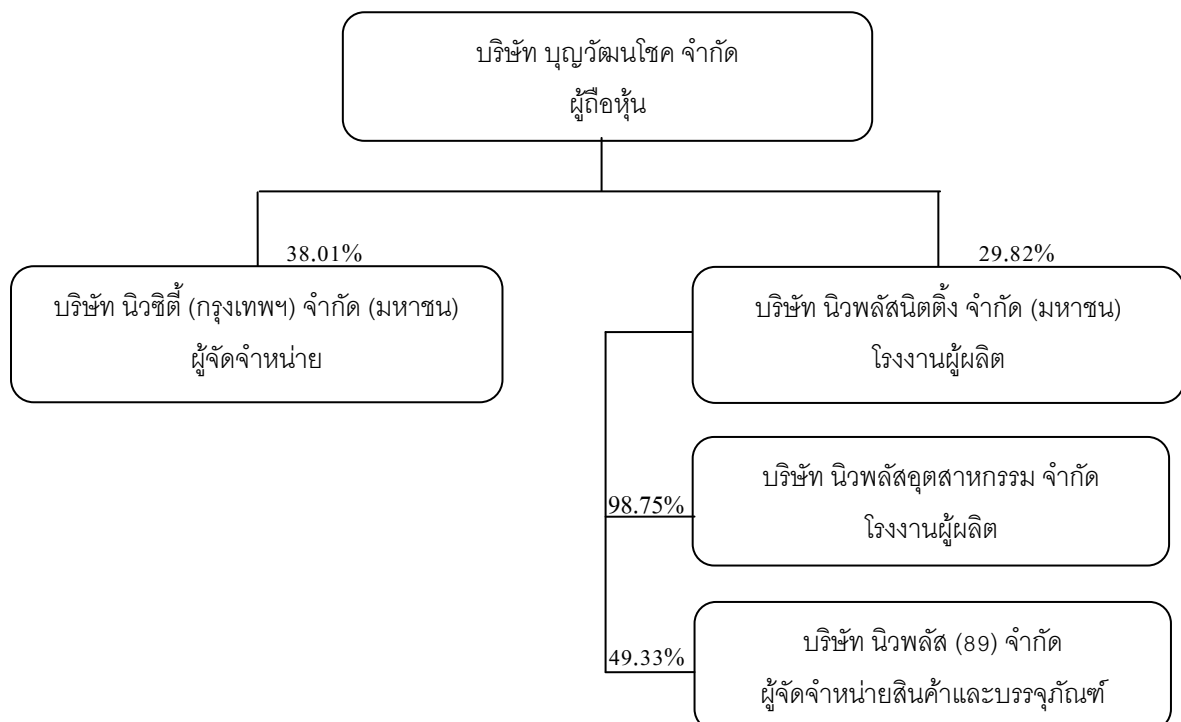 บริษัท บุญวัฒนโชค จำกัด
ผู้ถือหุ้น
38.01%
29.82%
บริษัท นิวซิตี้ (กรุงเทพฯ) จำกัด (มหาชน)
ผู้จัดจำหน่าย
บริษัท นิวพลัสนิตติ้ง จำกัด (มหาชน)
โรงงานผู้ผลิต
98.75%
บริษัท นิวพลัสอุตสาหกรรม จำกัด
โรงงานผู้ผลิต
49.33%
บริษัท นิวพลัส (89) จำกัด
ผู้จัดจำหน่ายสินค้าและบรรจุภัณฑ์